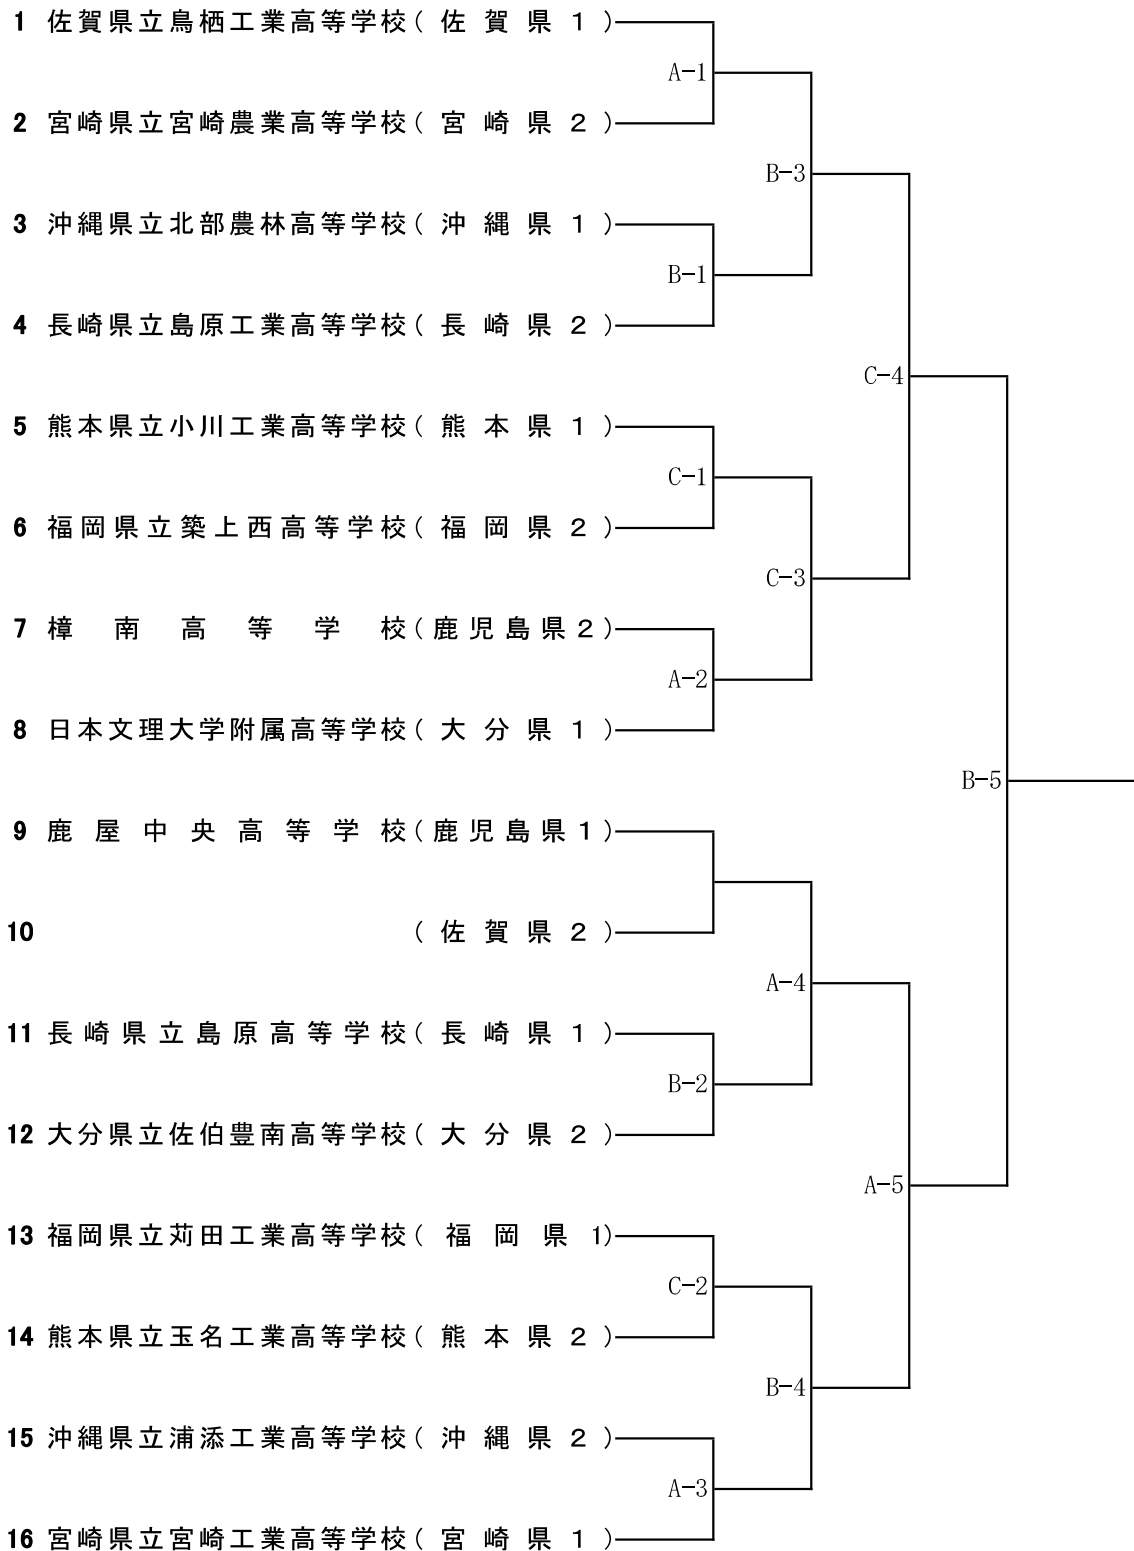 1 佐賀県立鳥栖工業高等学校(佐賀県1)
A-1
2 宮崎県立宮崎農業高等学校(宮崎県2)
B-3
3 沖縄県立北部農林高等学校(沖縄県1)
B-1
4 長崎県立島原工業高等学校(長崎県2)
C-4
5 熊本県立小川工業高等学校(熊本県1)
C-1
6 福岡県立築上西高等学校(福岡県2)
C-3
7 樟南高等学校(鹿児島県2)
A-2
8 日本文理大学附属高等学校(大分県1)
B-5
9 鹿屋中央高等学校(鹿児島県1)
10 (佐賀県2)
A-4
11 長崎県立島原高等学校(長崎県1)
B-2
12 大分県立佐伯豊南高等学校(大分県2)
A-5
13 福岡県立苅田工業高等学校(福岡県1)
C-2
14 熊本県立玉名工業高等学校(熊本県2)
B-4
15 沖縄県立浦添工業高等学校(沖縄県2)
A-3
16 宮崎県立宮崎工業高等学校(宮崎県1)